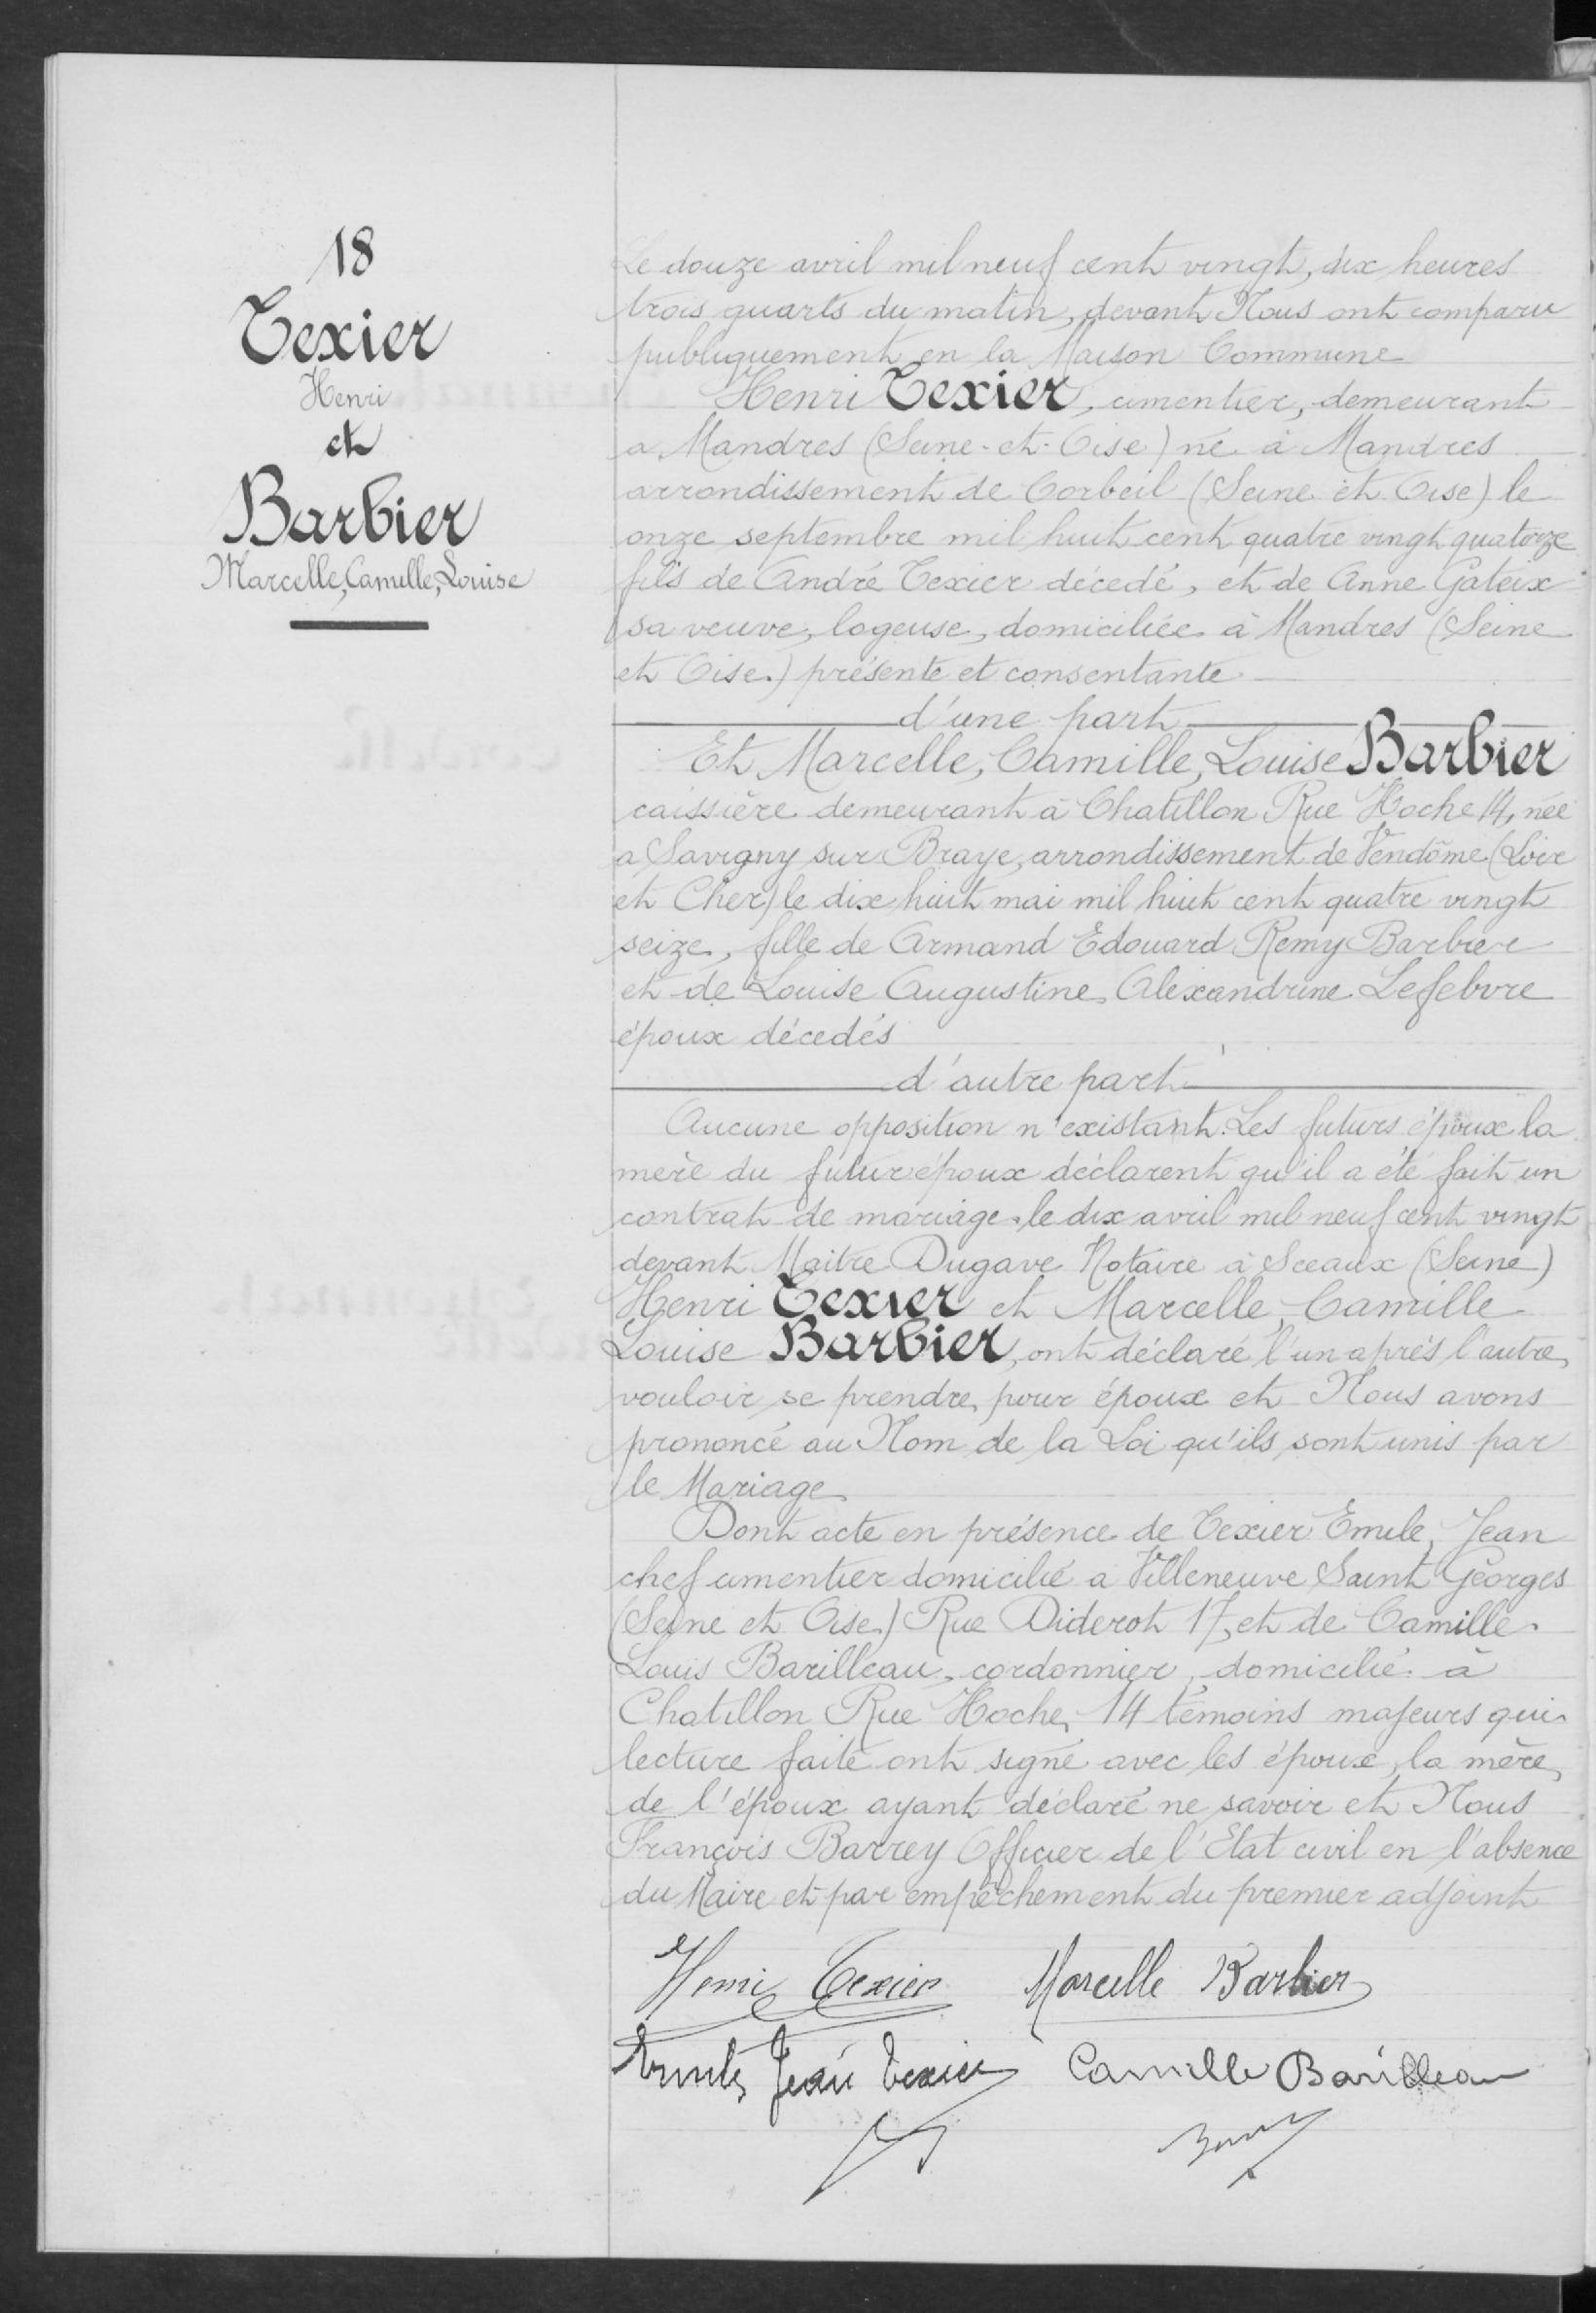 18
Texier
Henri
et
Barbier
Marcelle, Camille, Louise
Le douze avril mil neuf cent vingt, dix heures
trois quarts du matin, devant Nous ont comparu
publiquement en la Maison Commune
Henri Texier, cimentier, demeurant
a Mandres (Seine-et-Oise) né à Mandres
arrondissement de Corbeil (Seine et Oise) le
onze septembre mil huit cent quatre vingt quatorze
fils de André Texier décedé, et de Anne Gateix
sa veuve, logeuse, domiciliée à Mandres (Seine
et Oise.) présente et consentante
d'une part
Et Marcelle, Camille, Louise Barbier
caissière demeurant à Chatillon Rue Hoche 14, née
a Savigny sur Braye, arrondissement de Vendôme (Loir
et Cher) le dix huit mai mil huit cent quatre vingt
seize, fille de Armand Edouard Remy Barbier
et de Louise Augustine Alexandrine Lefebvre
époux décedés
d'autre part
Aucune opposition n'existant. Les futurs époux la
mère du futur époux déclarent qu'il a été fait un
contrat de mariage le dix avril mil neuf cent vingt
devant Maitre Dugave Notaire à Sceaux (Seine)
Henri Texier et Marcelle, Camille
Louise Barbier, ont déclaré l'un après l'autre,
vouloir se prendre pour époux et Nous avons
prononcé au Nom de la Loi qu'ils sont unis par
le Mariage
Dont acte en présence de Texier Emile, Jean
chef cimentier domicilié a Villeneuve Saint Georges
(Seine et Oise.) Rue Diderot 17, et de Camille
Louis Barilleau, cordonnier, domicilié à
Chatillon Rue Hoche, 14 témoins majeurs qui
lecture faite ont signé avec les époux, la mère,
de l'époux ayant déclaré ne savoir et Nous
François Barrey Officier de l'Etat civil en l'absence
du Maire et par empêchement du premier adjoint
Henri Texier Marcelle Barbier
Emile Jean Texier Camille Barilleau